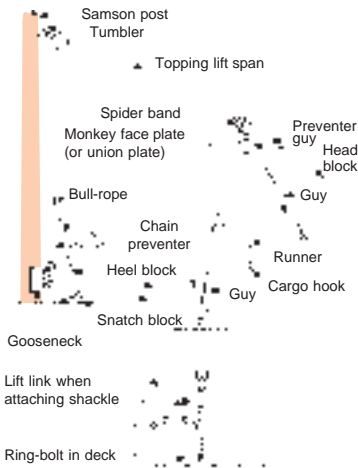 Samson post
Tumbler
Topping lift span
Spider band
Monkey face plate
(or union plate)
Preventer
guy
Head
block
Bull-rope
Guy
Chain
preventer
Runner
Heel block
Guy
Cargo hook
Snatch block
Gooseneck
Lift link when
attaching shackle
Ring-bolt in deck